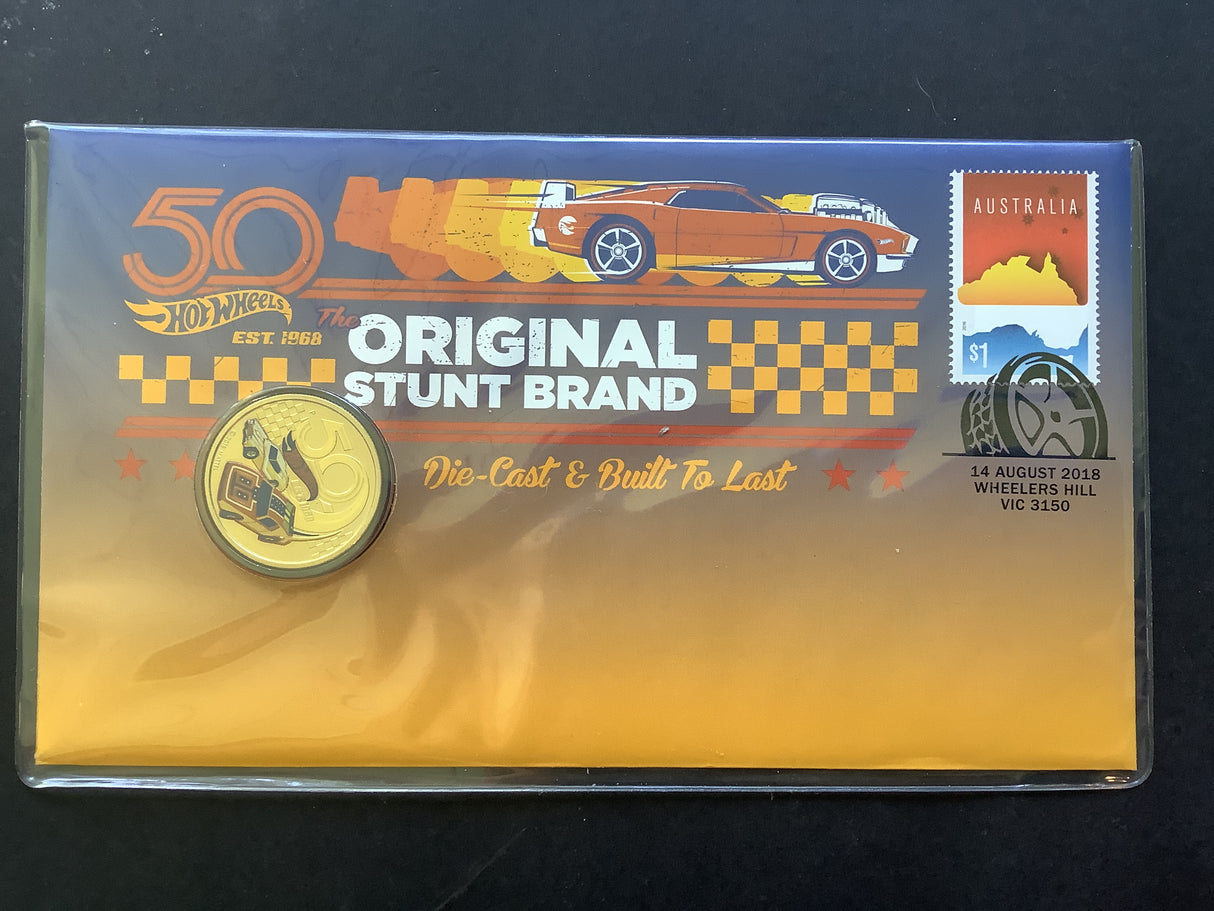 50
HOT WHEELS
EST. 1968
The
ORIGINAL
STUNT BRAND
Die-Cast & Built To Last
50
AUSTRALIA
$1
14 AUGUST 2018
WHEELERS HILL
VIC 3150